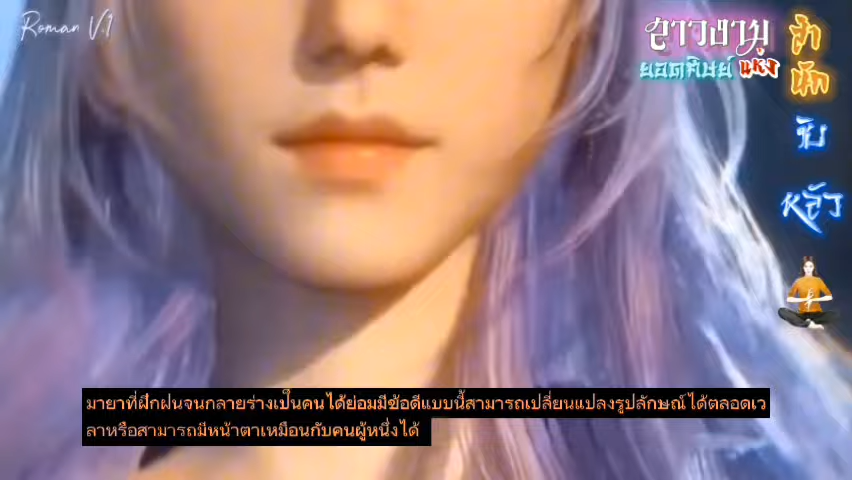 Roman V.1
สาวงาม
ยอดศิษย์ แห่ง
สำ
นัก
จิบ
หลัว
มายาที่ฝึกฝนจนกลายร่างเป็นคนได้ย่อมมีข้อดีแบบนี้สามารถเปลี่ยนแปลงรูปลักษณ์ได้ตลอดเว
ลาหรือสามารถมีหน้าตาเหมือนกับคนผู้หนึ่งได้